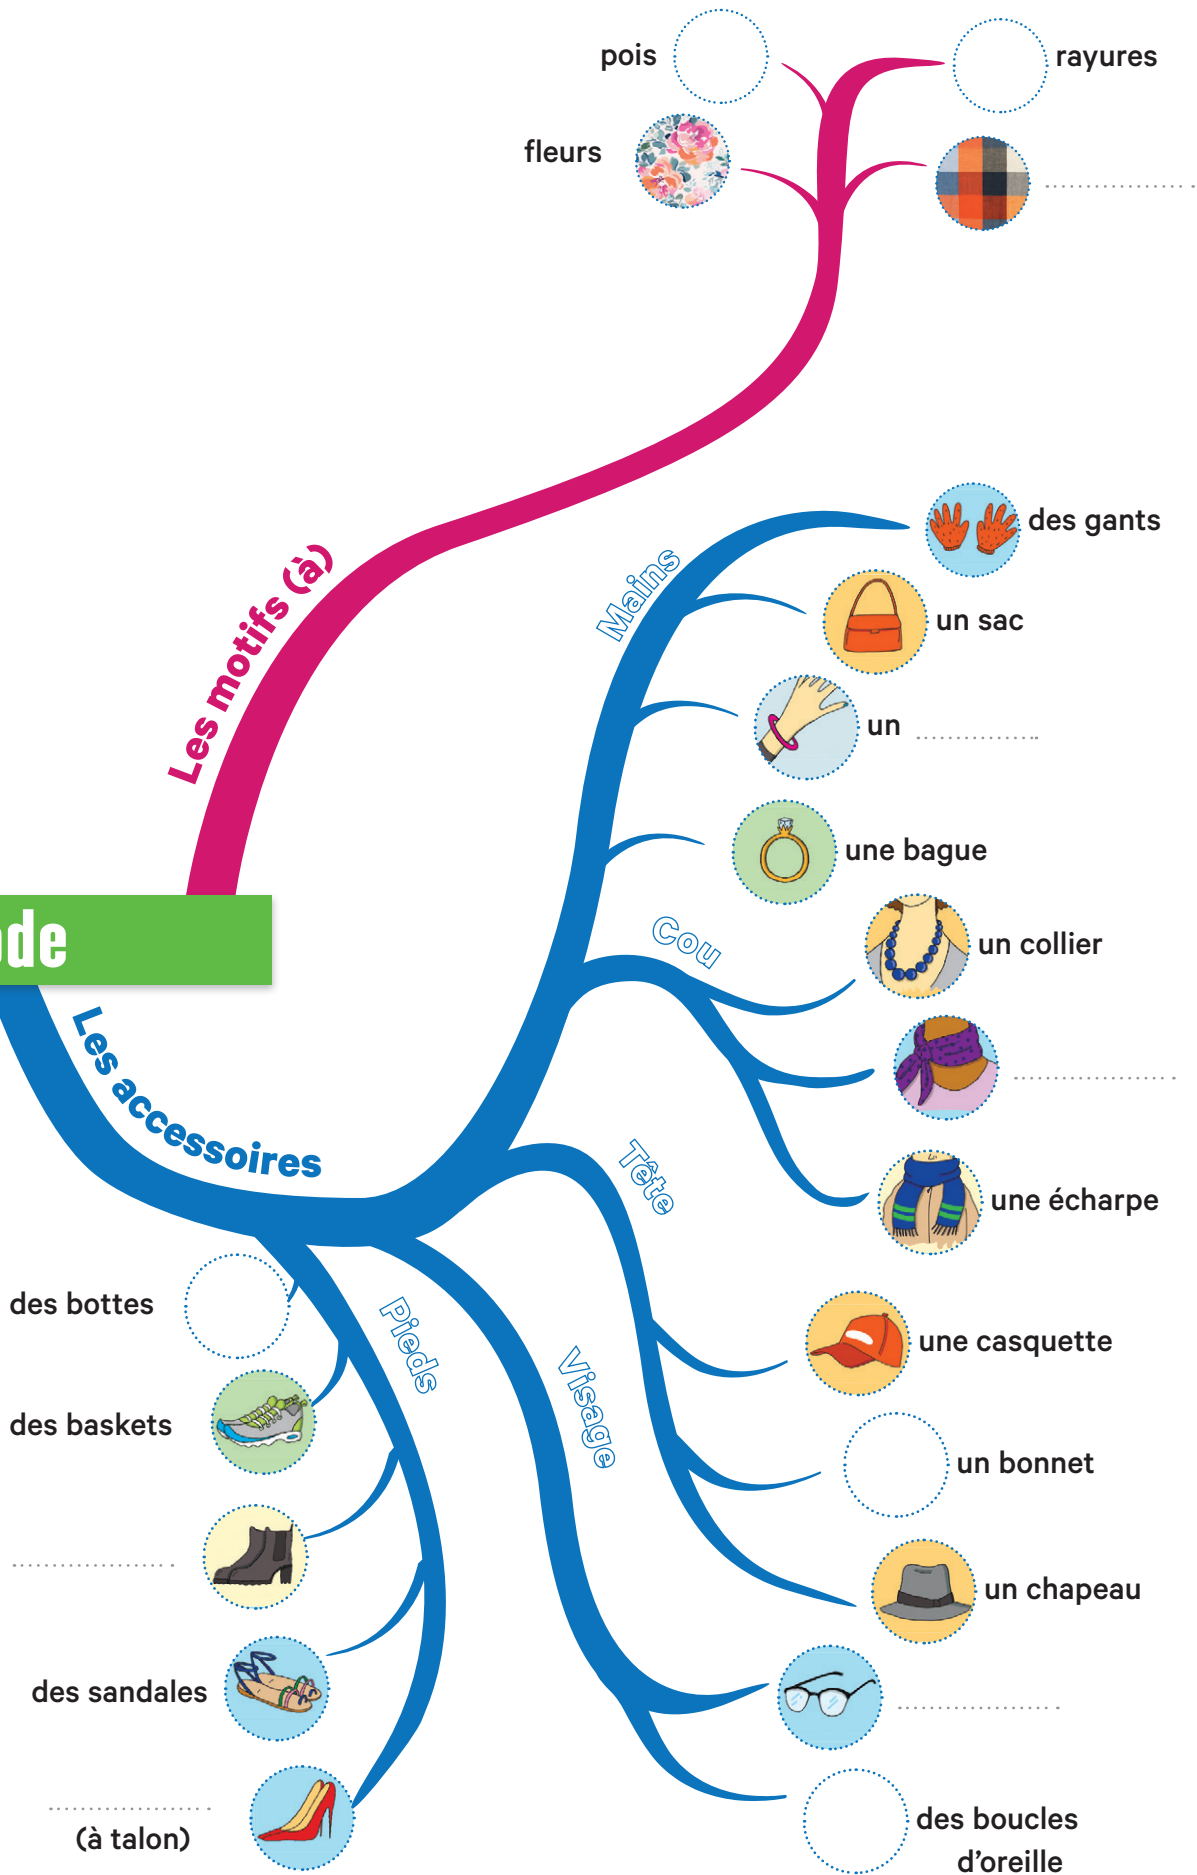 pois
rayures
fleurs
Les motifs (à)
Mains
des gants
un sac
un
une bague
Cou
un collier
ode
Les accessoires
Tête
une écharpe
des bottes
Pieds
Visage
une casquette
des baskets
un bonnet
un chapeau
des sandales
(à talon)
des boucles
d'oreille